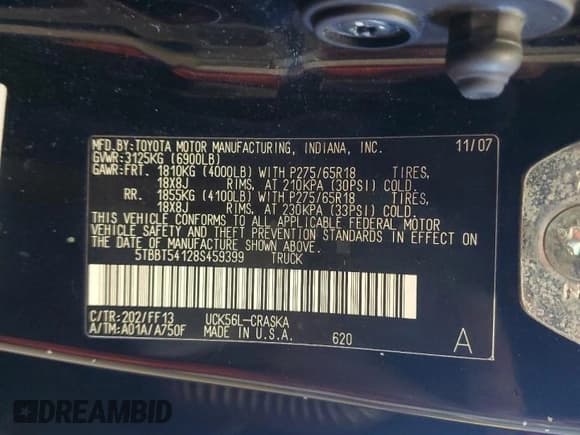 MFD.BY:TOYOTA MOTOR MANUFACTURING, INDIANA, INC. 11/07
GVWR:3125KG (6900LB)
GAWR:FRT. 1810KG (4000LB) WITH P275/65R18 TIRES,
18X8J RIMS, AT 210KPA (30PSI) COLD.
RR. 1855KG (4100LB) WITH P275/65R18 TIRES,
18X8J RIMS, AT 230KPA (33PSI) COLD.
THIS VEHICLE CONFORMS TO ALL APPLICABLE FEDERAL MOTOR
VEHICLE SAFETY AND THEFT PREVENTION STANDARDS IN EFFECT ON
THE DATE OF MANUFACTURE SHOWN ABOVE.
5TBBT54128S459399 TRUCK
C/TR:202/FF13 UCK56L-CRASKA
A/TM:A01A/A750F MADE IN U.S.A. 620 A
DREAMBID